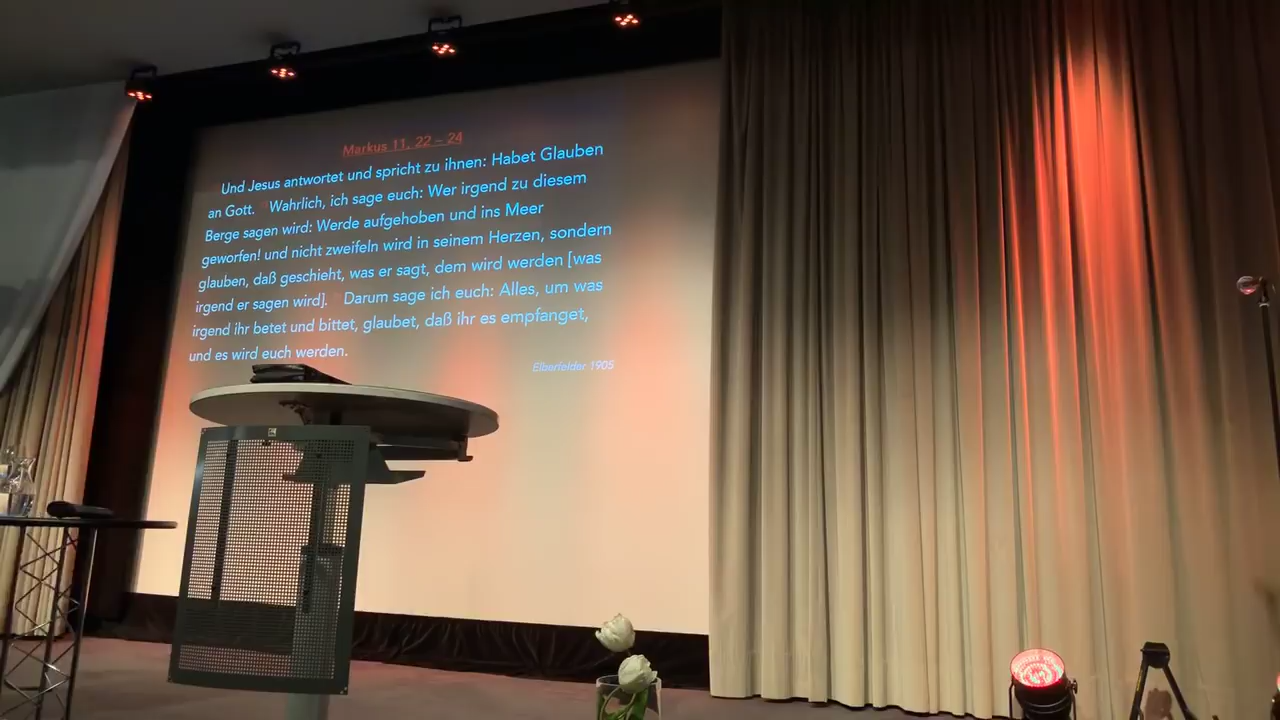 Markus 11, 22 – 24
Und Jesus antwortet und spricht zu ihnen: Habet Glauben
an Gott. Wahrlich, ich sage euch: Wer irgend zu diesem
Berge sagen wird: Werde aufgehoben und ins Meer
geworfen! und nicht zweifeln wird in seinem Herzen, sondern
glauben, daß geschieht, was er sagt, dem wird werden [was
irgend er sagen wird]. Darum sage ich euch: Alles, um was
irgend ihr betet und bittet, glaubet, daß ihr es empfanget,
und es wird euch werden.
Elberfelder 1905